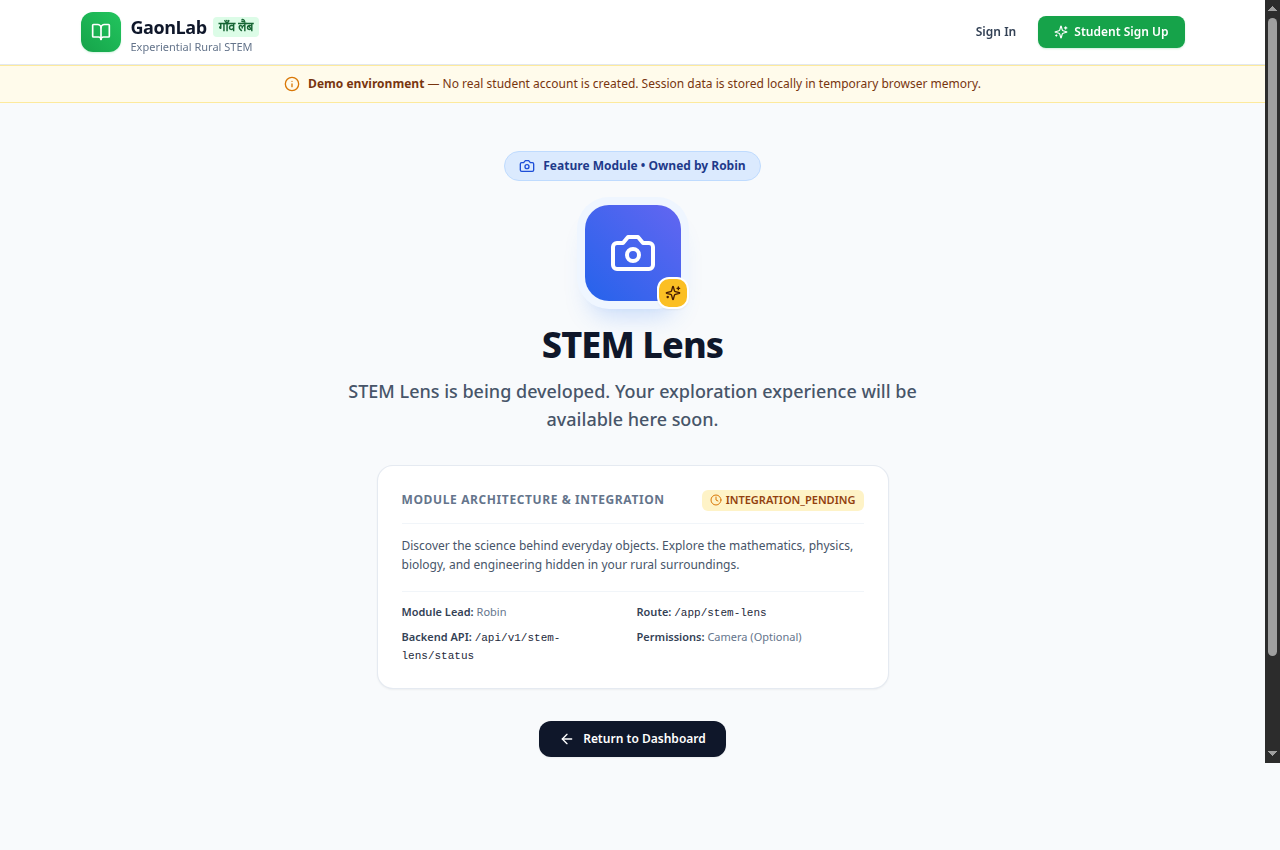 GaonLab गाँव लैब
Experiential Rural STEM
Sign In
Student Sign Up
Demo environment — No real student account is created. Session data is stored locally in temporary browser memory.
Feature Module • Owned by Robin
STEM Lens
STEM Lens is being developed. Your exploration experience will be
available here soon.
MODULE ARCHITECTURE & INTEGRATION
INTEGRATION_PENDING
Discover the science behind everyday objects. Explore the mathematics, physics,
biology, and engineering hidden in your rural surroundings.
Module Lead: Robin
Route: /app/stem-lens
Backend API: /api/v1/stem-
lens/status
Permissions: Camera (Optional)
Return to Dashboard